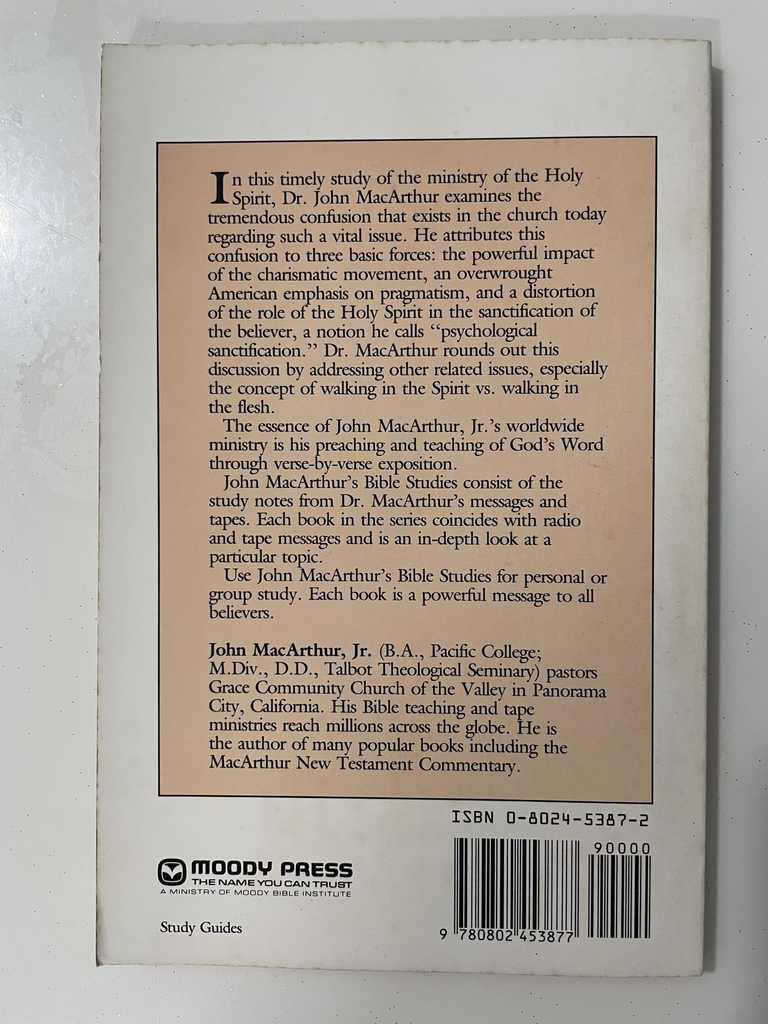 In this timely study of the ministry of the Holy
Spirit, Dr. John MacArthur examines the
tremendous confusion that exists in the church today
regarding such a vital issue. He attributes this
confusion to three basic forces: the powerful impact
of the charismatic movement, an overwrought
American emphasis on pragmatism, and a distortion
of the role of the Holy Spirit in the sanctification of
the believer, a notion he calls “psychological
sanctification.” Dr. MacArthur rounds out this
discussion by addressing other related issues, especially
the concept of walking in the Spirit vs. walking in
the flesh.
The essence of John MacArthur, Jr.’s worldwide
ministry is his preaching and teaching of God’s Word
through verse-by-verse exposition.
John MacArthur’s Bible Studies consist of the
study notes from Dr. MacArthur’s messages and
tapes. Each book in the series coincides with radio
and tape messages and is an in-depth look at a
particular topic.
Use John MacArthur’s Bible Studies for personal or
group study. Each book is a powerful message to all
believers.
John MacArthur, Jr. (B.A., Pacific College;
M.Div., D.D., Talbot Theological Seminary) pastors
Grace Community Church of the Valley in Panorama
City, California. His Bible teaching and tape
ministries reach millions across the globe. He is
the author of many popular books including the
MacArthur New Testament Commentary.
ISBN 0-8024-5387-2
90000
9 780802 453877
MOODY PRESS
THE NAME YOU CAN TRUST
A MINISTRY OF MOODY BIBLE INSTITUTE
Study Guides